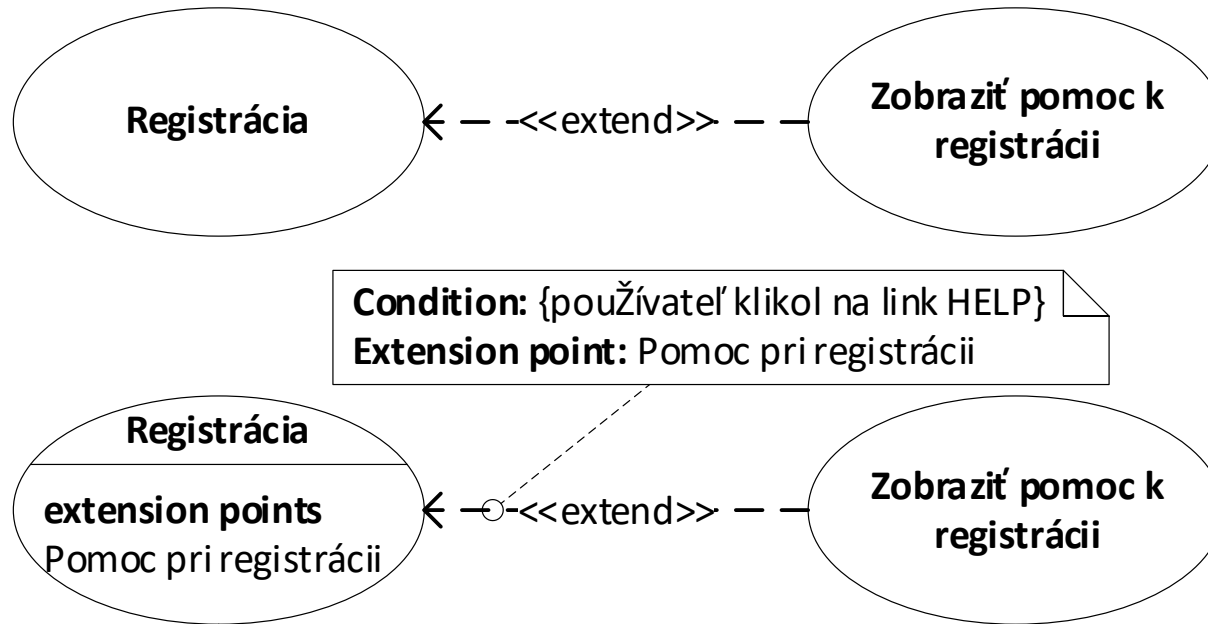 Registrácia
<<extend>>
Zobraziť pomoc k
registrácii
Condition: {použÍvateľ klikol na link HELP}
Extension point: Pomoc pri registrácii
Registrácia
extension points
Pomoc pri registrácii
<<extend>>
Zobraziť pomoc k
registrácii